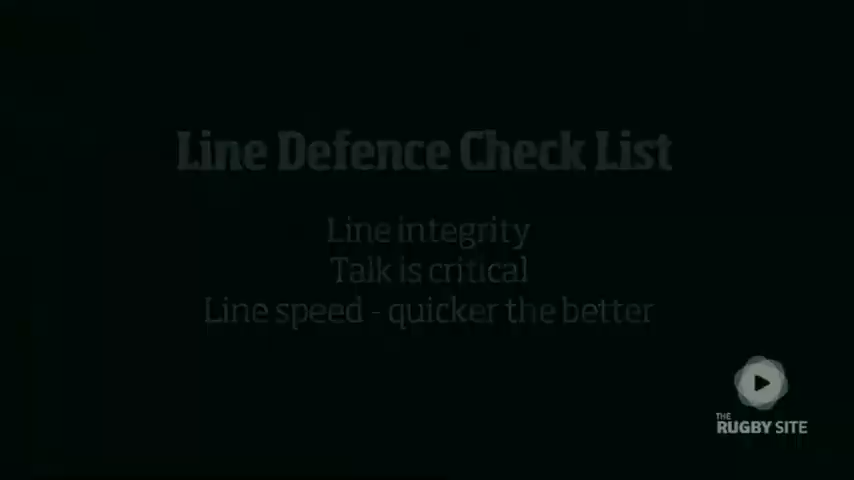 Line Defence Check List
Line integrity
Talk is critical
Line speed - quicker the better
THE
RUGBY SITE